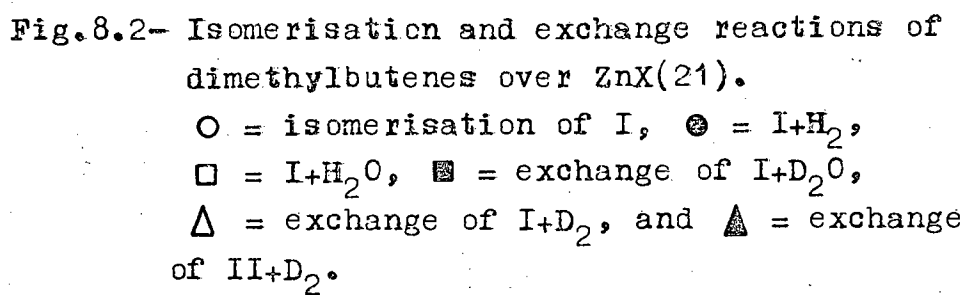 Fig.8.2- Isomerisation and exchange reactions of
dimethylbutenes over ZnX(21).
O = isomerisation of I, ● = I+H₂,
□ = I+H₂O, ■ = exchange of I+D₂O,
△ = exchange of I+D₂, and ▲ = exchange
of II+D₂.